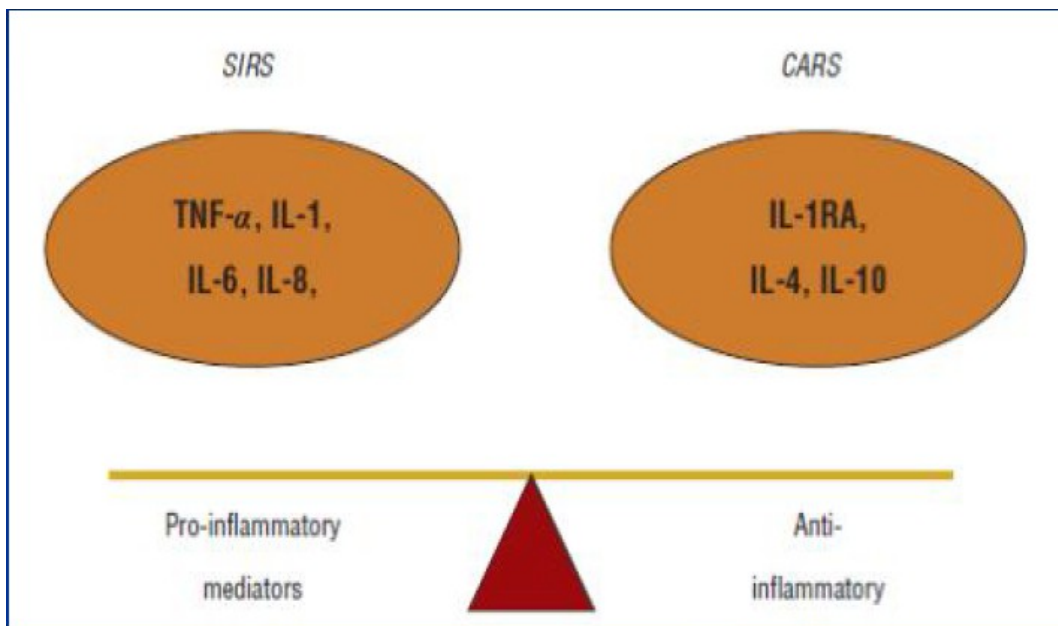 SIRS
CARS
TNF-α, IL-1,
IL-6, IL-8,
IL-1RA,
IL-4, IL-10
Pro-inflammatory
mediators
Anti-
inflammatory